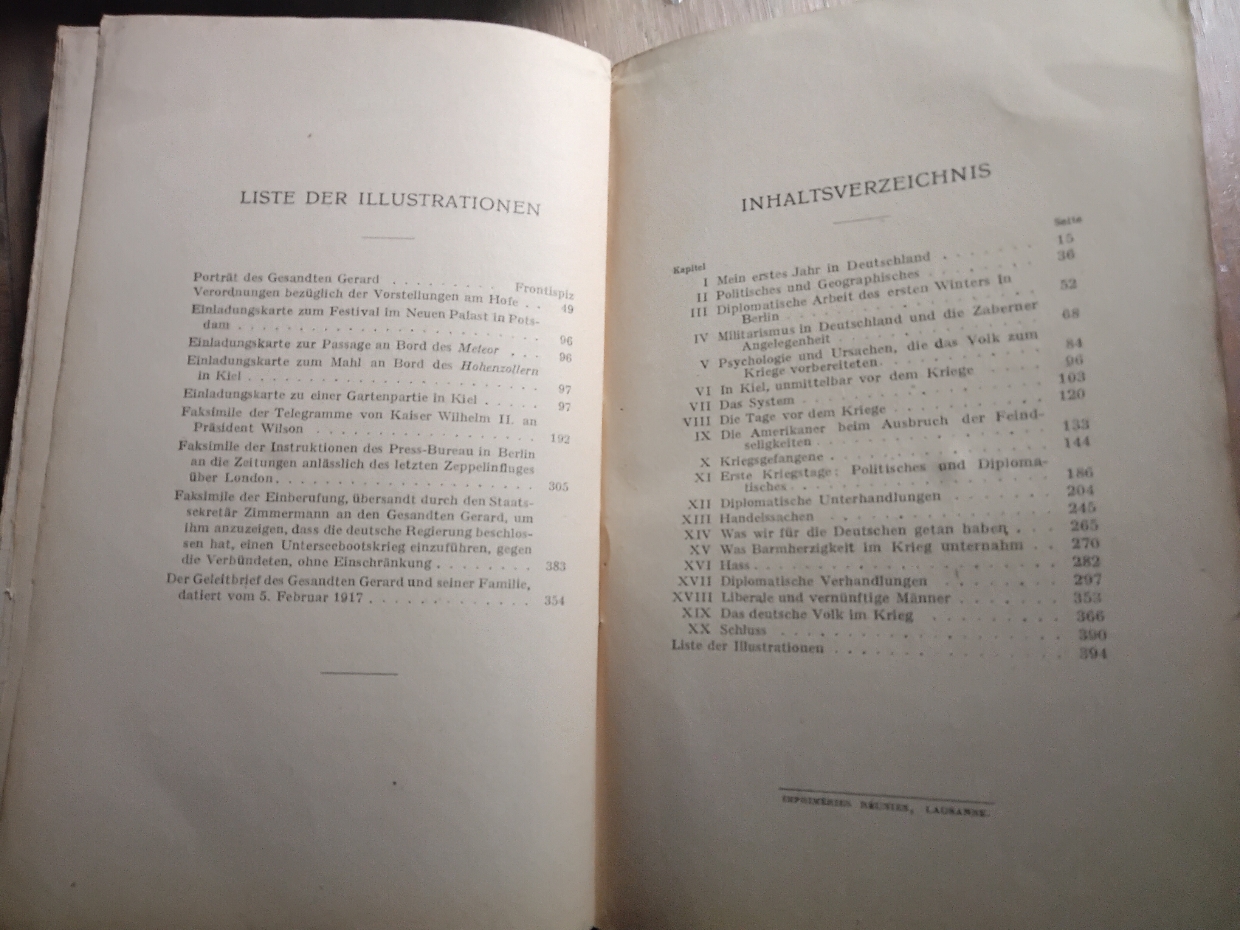 LISTE DER ILLUSTRATIONEN
Porträt des Gesandten Gerard . . . . . . . . . Frontispiz
Verordnungen bezüglich der Vorstellungen am Hofe . . 49
Einladungskarte zum Festival im Neuen Palast in Pots-
dam . . . . . . . . . . . . . . . . . . . . . 96
Einladungskarte zur Passage an Bord des Meteor . . . 96
Einladungskarte zum Mahl an Bord des Hohenzollern
in Kiel . . . . . . . . . . . . . . . . . . . . 97
Einladungskarte zu einer Gartenpartie in Kiel . . . . . 97
Faksimile der Telegramme von Kaiser Wilhelm II. an
Präsident Wilson . . . . . . . . . . . . . . . 192
Faksimile der Instruktionen des Press-Bureau in Berlin
an die Zeitungen anlässlich des letzten Zeppelinfluges
über London. . . . . . . . . . . . . . . . . . 305
Faksimile der Einberufung, übersandt durch den Staats-
sekretär Zimmermann an den Gesandten Gerard, um
ihm anzuzeigen, dass die deutsche Regierung beschlos-
sen hat, einen Unterseebootskrieg einzuführen, gegen
die Verbündeten, ohne Einschränkung . . . . . . . . 383
Der Geleitbrief des Gesandten Gerard und seiner Familie,
datiert vom 5. Februar 1917 . . . . . . . . . . . . 354
INHALTSVERZEICHNIS
Kapitel Seite
I Mein erstes Jahr in Deutschland . . . . . . 15
II Politisches und Geographisches . . . . . . . 36
III Diplomatische Arbeit des ersten Winters in
Berlin . . . . . . . . . . . . . . . . 52
IV Militarismus in Deutschland und die Zaberner
Angelegenheit . . . . . . . . . . . . . 68
V Psychologie und Ursachen, die das Volk zum
Kriege vorbereiteten. . . . . . . . . . . 84
VI In Kiel, unmittelbar vor dem Kriege . . . . 96
VII Das System . . . . . . . . . . . . . . . 103
VIII Die Tage vor dem Kriege . . . . . . . . . 120
IX Die Amerikaner beim Ausbruch der Feind-
seligkeiten . . . . . . . . . . . . . . . 133
X Kriegsgefangene . . . . . . . . . . . . . 144
XI Erste Kriegstage: Politisches und Diploma-
tisches . . . . . . . . . . . . . . . . . 186
XII Diplomatische Unterhandlungen . . . . . . 204
XIII Handelssachen . . . . . . . . . . . . . . 245
XIV Was wir für die Deutschen getan haben . . . 265
XV Was Barmherzigkeit im Krieg unternahm . . 270
XVI Hass . . . . . . . . . . . . . . . . . . 282
XVII Diplomatische Verhandlungen . . . . . . . 297
XVIII Liberale und vernünftige Männer . . . . . . 353
XIX Das deutsche Volk im Krieg . . . . . . . . 366
XX Schluss . . . . . . . . . . . . . . . . . 390
Liste der Illustrationen . . . . . . . . . . . . 394
IMPRIMERIES RÉUNIES, LAUSANNE.